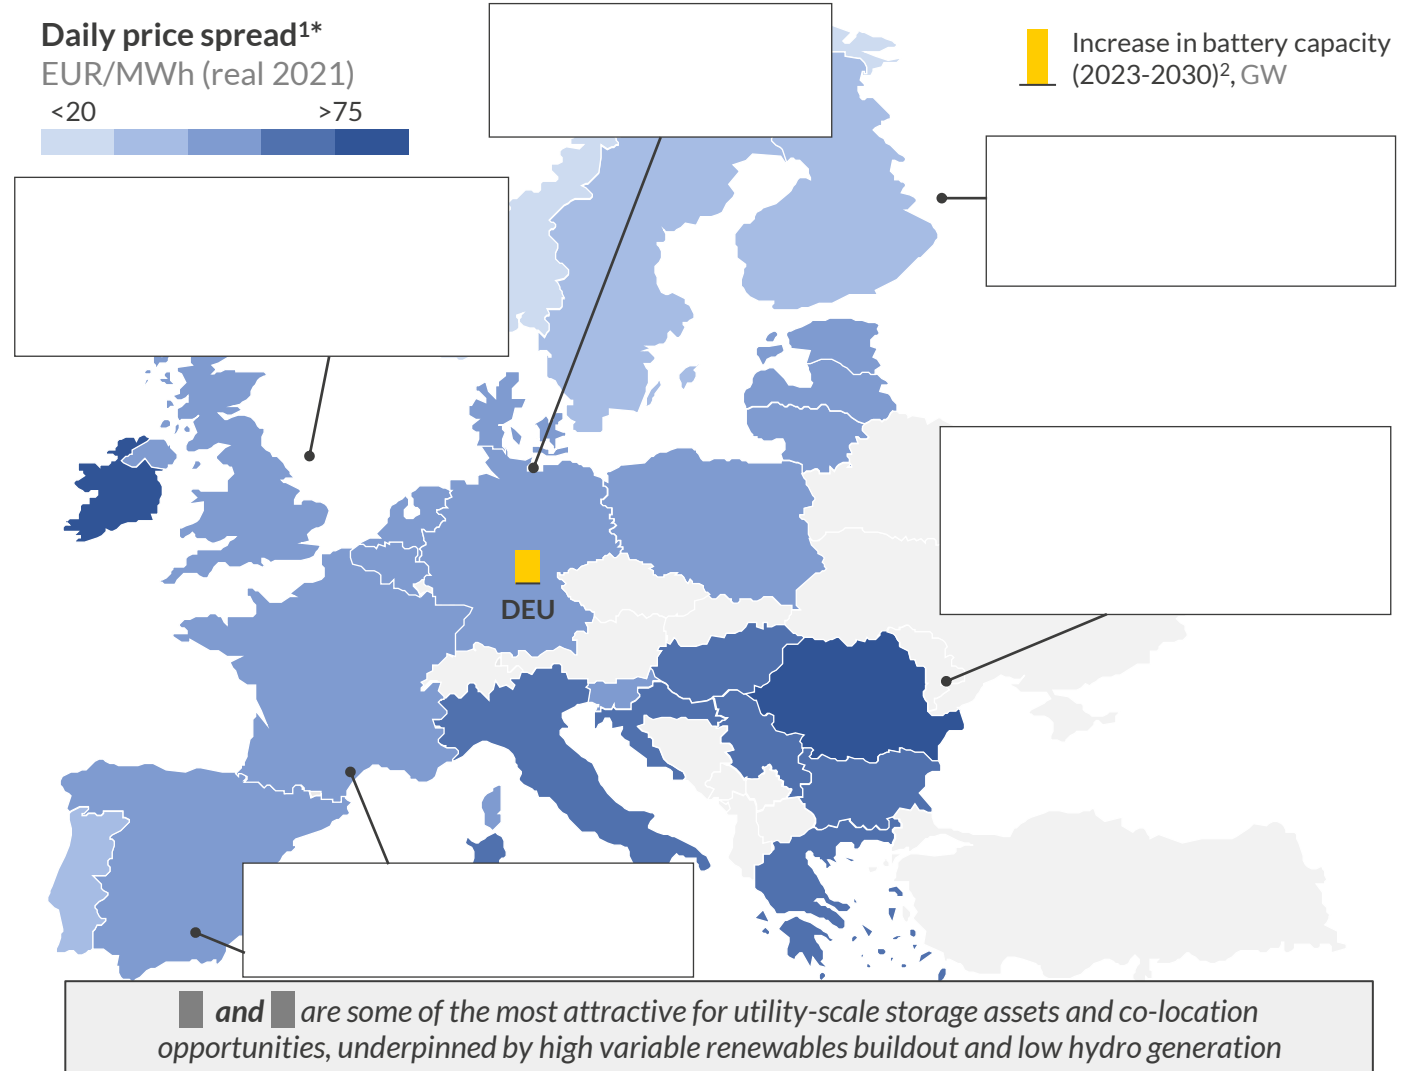 Daily price spread¹*
EUR/MWh (real 2021)
<20 >75
Increase in battery capacity
(2023-2030)², GW
DEU
and are some of the most attractive for utility-scale storage assets and co-location
opportunities, underpinned by high variable renewables buildout and low hydro generation